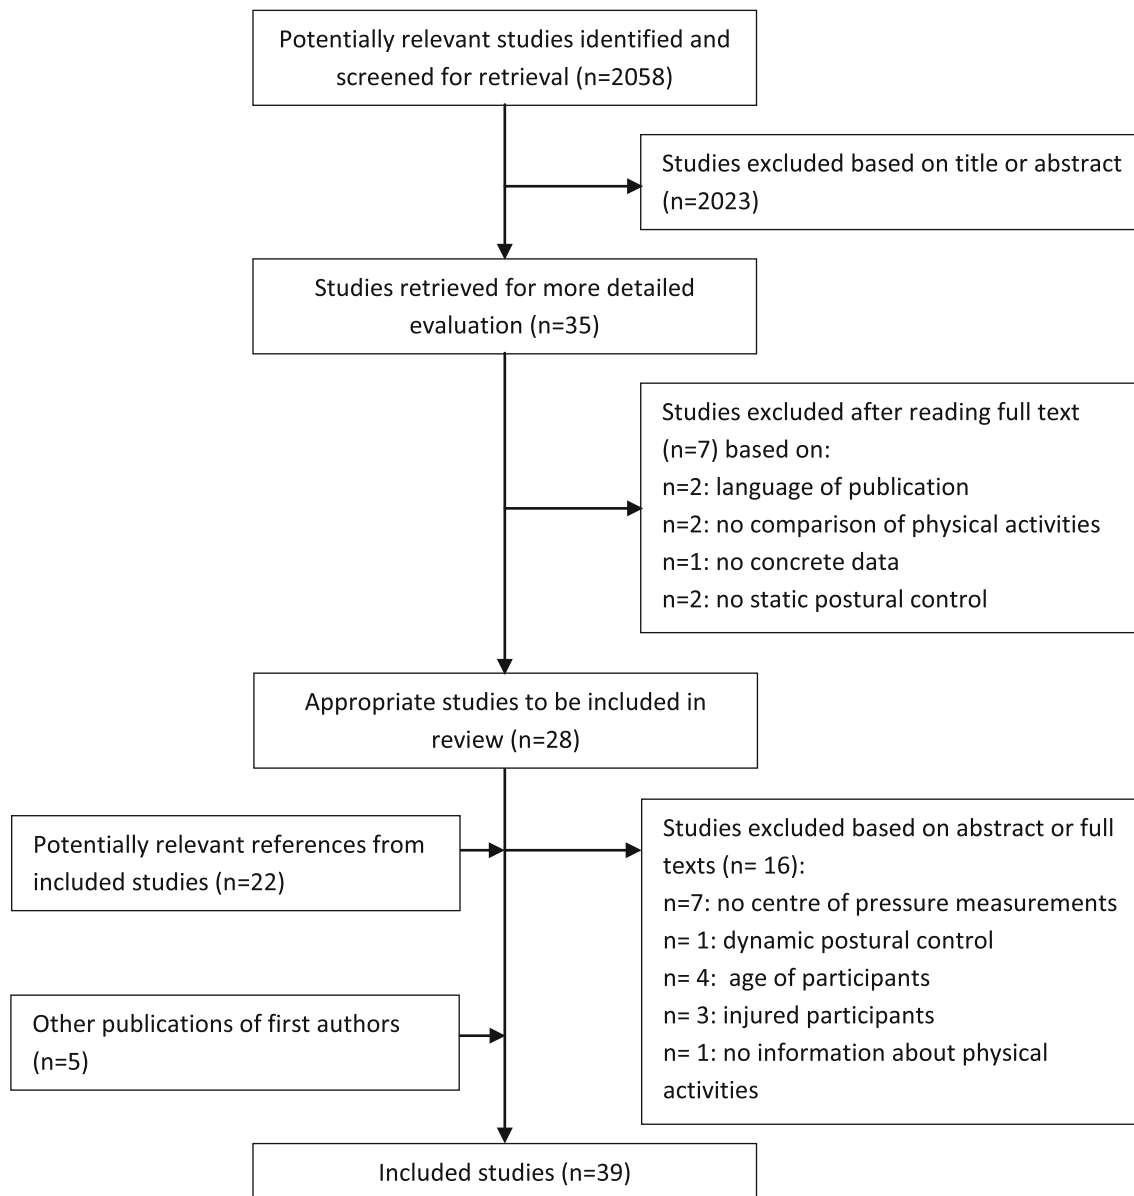 Potentially relevant studies identified and
screened for retrieval (n=2058)
Studies excluded based on title or abstract
(n=2023)
Studies retrieved for more detailed
evaluation (n=35)
Studies excluded after reading full text
(n=7) based on:
n=2: language of publication
n=2: no comparison of physical activities
n=1: no concrete data
n=2: no static postural control
Appropriate studies to be included in
review (n=28)
Potentially relevant references from
included studies (n=22)
Studies excluded based on abstract or full
texts (n= 16):
n=7: no centre of pressure measurements
n= 1: dynamic postural control
n= 4:  age of participants
n= 3: injured participants
n= 1: no information about physical
activities
Other publications of first authors
(n=5)
Included studies (n=39)